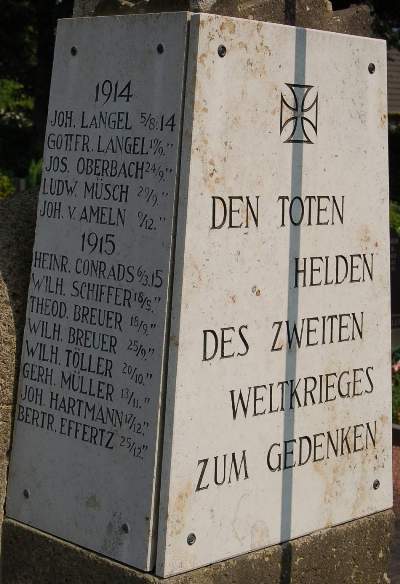 1914
JOH. LANGEL 5/8.14
GOTTFR. LANGEL 1/9."
JOS. OBERBACH 24/9."
LUDW. MÜSCH 29/9."
JOH. V. AMELN 9/12."
1915
HEINR. CONRADS 6/3.15
WILH. SCHIFFER 18/5."
THEOD. BREUER 18/9."
WILH. BREUER 25/9."
WILH. TÖLLER 20/10."
GERH. MÜLLER 13/11."
JOH. HARTMANN 17/12."
BERTR. EFFERTZ 25/12."
DEN TOTEN
HELDEN
DES ZWEITEN
WELTKRIEGES
ZUM GEDENKEN